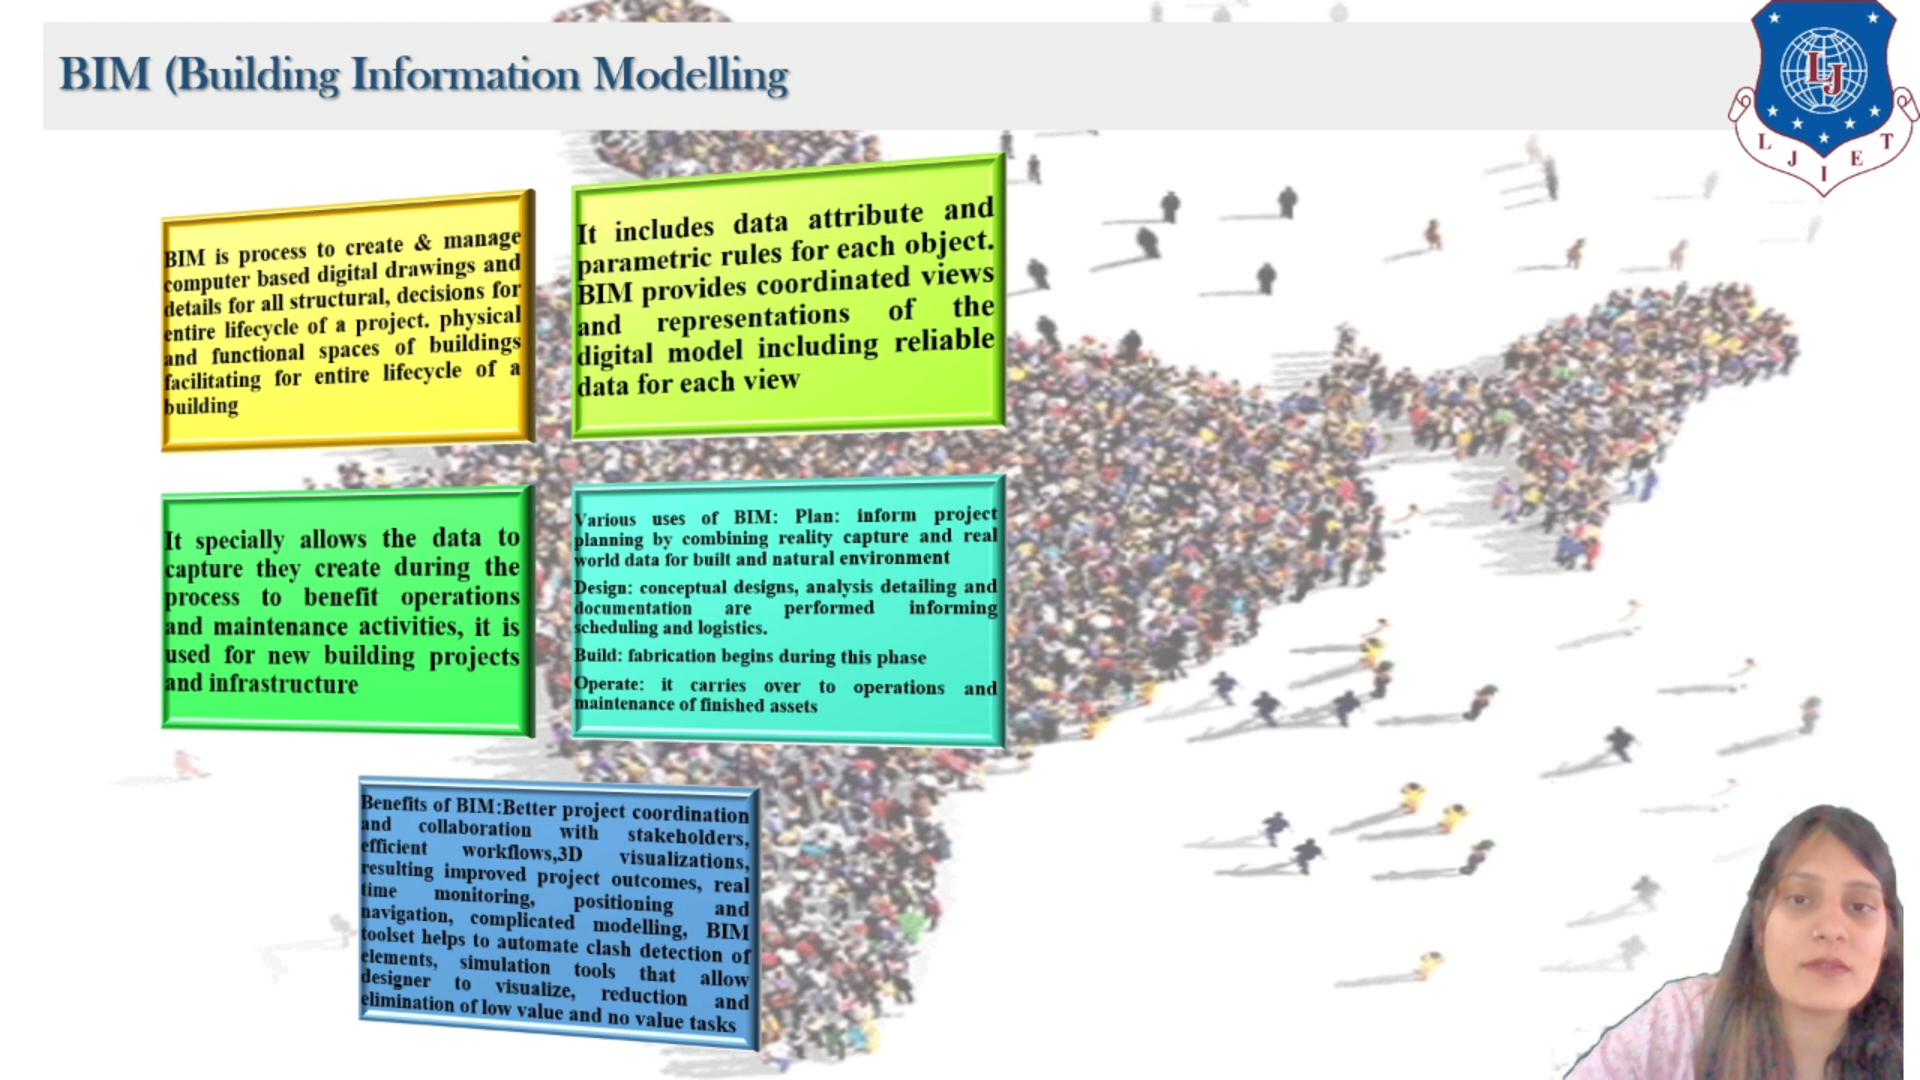 BIM (Building Information Modelling
L J I E T
LJ
BIM is process to create & manage
computer based digital drawings and
details for all structural, decisions for
entire lifecycle of a project. physical
and functional spaces of buildings
facilitating for entire lifecycle of a
building
It includes data attribute and
parametric rules for each object.
BIM provides coordinated views
and representations of the
digital model including reliable
data for each view
It specially allows the data to
capture they create during the
process to benefit operations
and maintenance activities, it is
used for new building projects
and infrastructure
Various uses of BIM: Plan: inform project
planning by combining reality capture and real
world data for built and natural environment
Design: conceptual designs, analysis detailing and
documentation are performed informing
scheduling and logistics.
Build: fabrication begins during this phase
Operate: it carries over to operations and
maintenance of finished assets
Benefits of BIM:Better project coordination
and collaboration with stakeholders,
efficient workflows,3D visualizations,
resulting improved project outcomes, real
time monitoring, positioning and
navigation, complicated modelling, BIM
toolset helps to automate clash detection of
elements, simulation tools that allow
designer to visualize, reduction and
elimination of low value and no value tasks